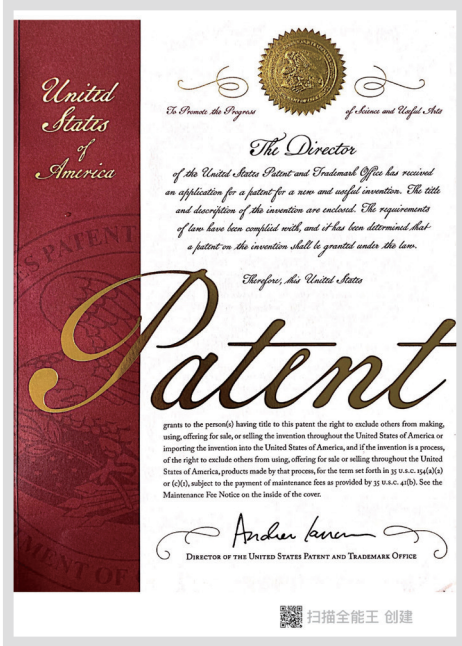 United
States
of
America
To Promote the Progress of Science and Useful Arts
The Director
of the United States Patent and Trademark Office has received
an application for a patent for a new and useful invention. The title
and description of the invention are enclosed. The requirements
of law have been complied with, and it has been determined that
a patent on the invention shall be granted under the law.
Therefore, this United States
Patent
grants to the person(s) having title to this patent the right to exclude others from making,
using, offering for sale, or selling the invention throughout the United States of America or
importing the invention into the United States of America, and if the invention is a process,
of the right to exclude others from using, offering for sale or selling throughout the United
States of America, products made by that process, for the term set forth in 35 U.S.C. 154(a)(2)
or (c)(1), subject to the payment of maintenance fees as provided by 35 U.S.C. 41(b). See the
Maintenance Fee Notice on the inside of the cover.
DIRECTOR OF THE UNITED STATES PATENT AND TRADEMARK OFFICE
扫描全能王 创建